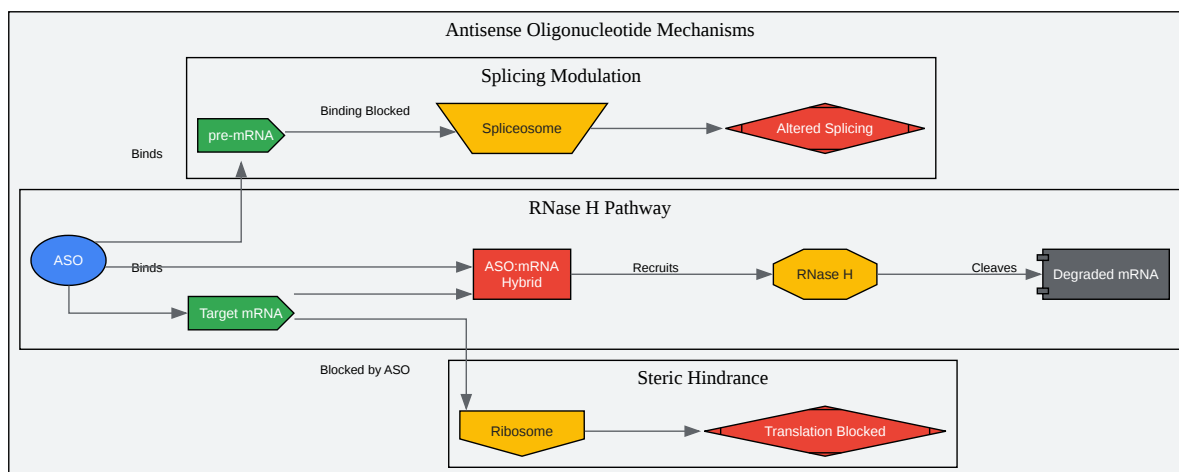 Antisense Oligonucleotide Mechanisms
Splicing Modulation
Binding Blocked
pre-mRNA
Spliceosome
Altered Splicing
Binds
RNase H Pathway
ASO
Binds
ASO:mRNA
Hybrid
Recruits
RNase H
Cleaves
Degraded mRNA
Target mRNA
Blocked by ASO
Steric Hindrance
Ribosome
Translation Blocked